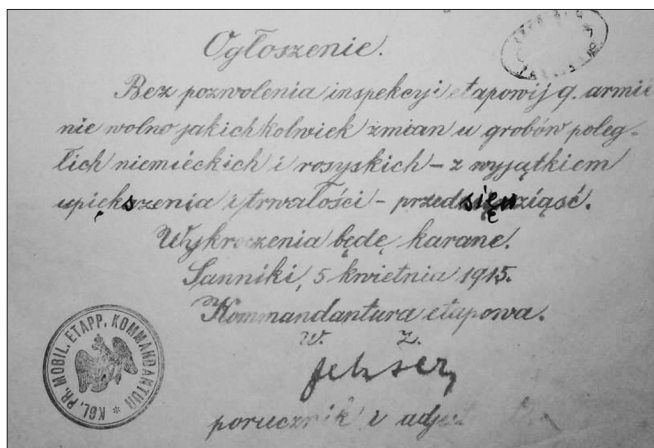 Ogłoszenie.
Bez pozwolenia inspekcyi etapowij 9. armii
nie wolno jakichkolwiek zmian u grobów poleg-
łich niemieckich i rosyskich – z wyjątkiem
upiększenia i trwałości – przedsięwziąść.
Wykroczenia będę karane.
Sanniki, 5 kwietnia 1915.
Kommandantura etapowa.
W. Z.
porucznik i adj
KGL. PR. MOBIL. ETAPP. KOMMANDANTUR *